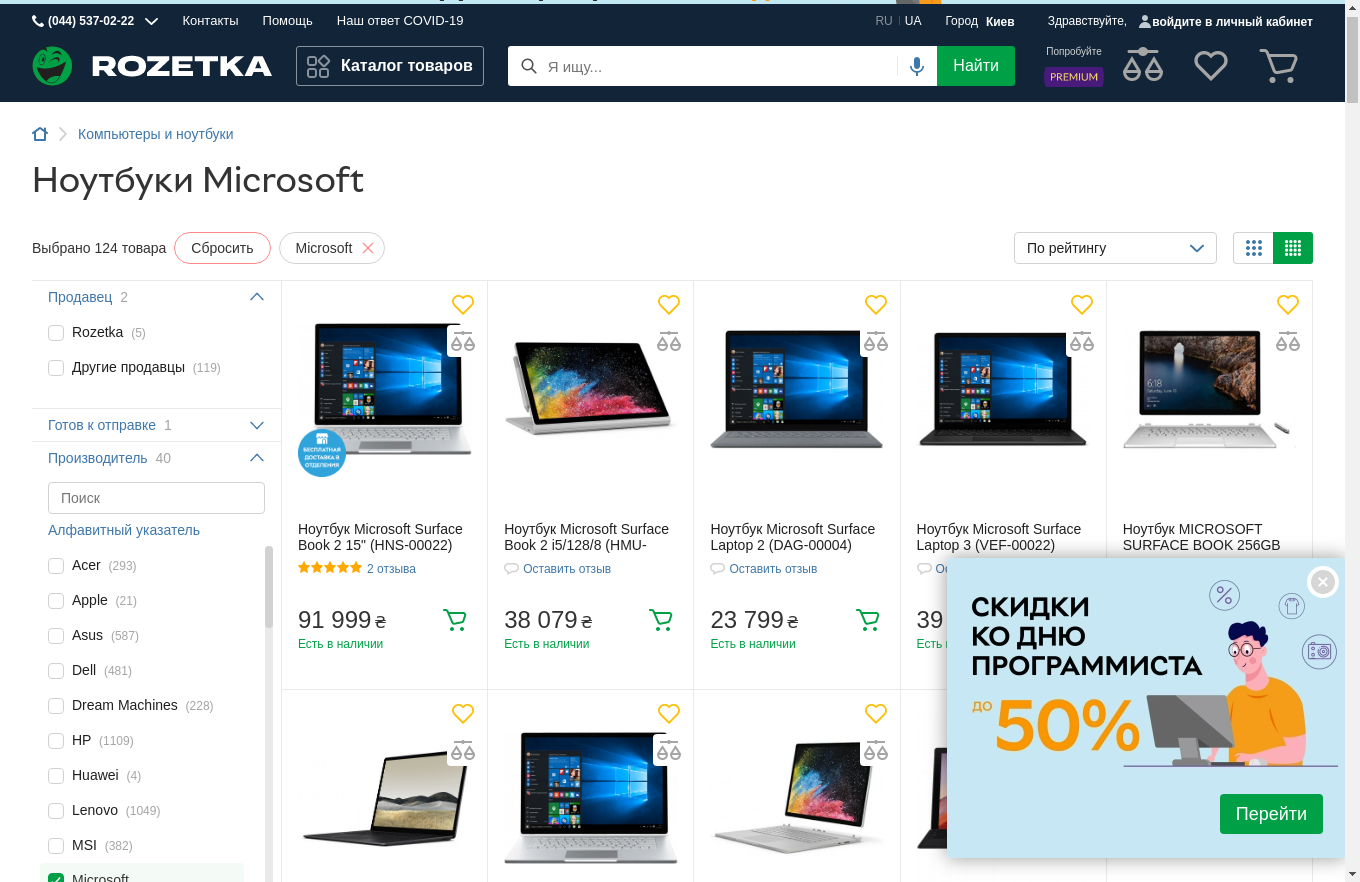 (044) 537-02-22
Контакты
Помощь
Наш ответ COVID-19
RU
UA
Город Киев
Здравствуйте, войдите в личный кабинет
ROZETKA
Каталог товаров
Я ищу...
Найти
Попробуйте
PREMIUM
Компьютеры и ноутбуки
Ноутбуки Microsoft
Выбрано 124 товара
Сбросить
Microsoft
По рейтингу
Продавец 2
Rozetka (5)
Другие продавцы (119)
Готов к отправке 1
Производитель 40
Поиск
Алфавитный указатель
Acer (293)
Apple (21)
Asus (587)
Dell (481)
Dream Machines (228)
HP (1109)
Huawei (4)
Lenovo (1049)
MSI (382)
Microsoft
БЕСПЛАТНАЯ
ДОСТАВКА В
ОТДЕЛЕНИЯ
Ноутбук Microsoft Surface
Book 2 15" (HNS-00022)
2 отзыва
91 999 ₴
Есть в наличии
Ноутбук Microsoft Surface
Book 2 i5/128/8 (HMU-
Оставить отзыв
38 079 ₴
Есть в наличии
Ноутбук Microsoft Surface
Laptop 2 (DAG-00004)
Оставить отзыв
23 799 ₴
Есть в наличии
Ноутбук Microsoft Surface
Laptop 3 (VEF-00022)
39
Есть
6:18
Ноутбук MICROSOFT
SURFACE BOOK 256GB
СКИДКИ
КО ДНЮ
ПРОГРАММИСТА
ДО 50%
Перейти